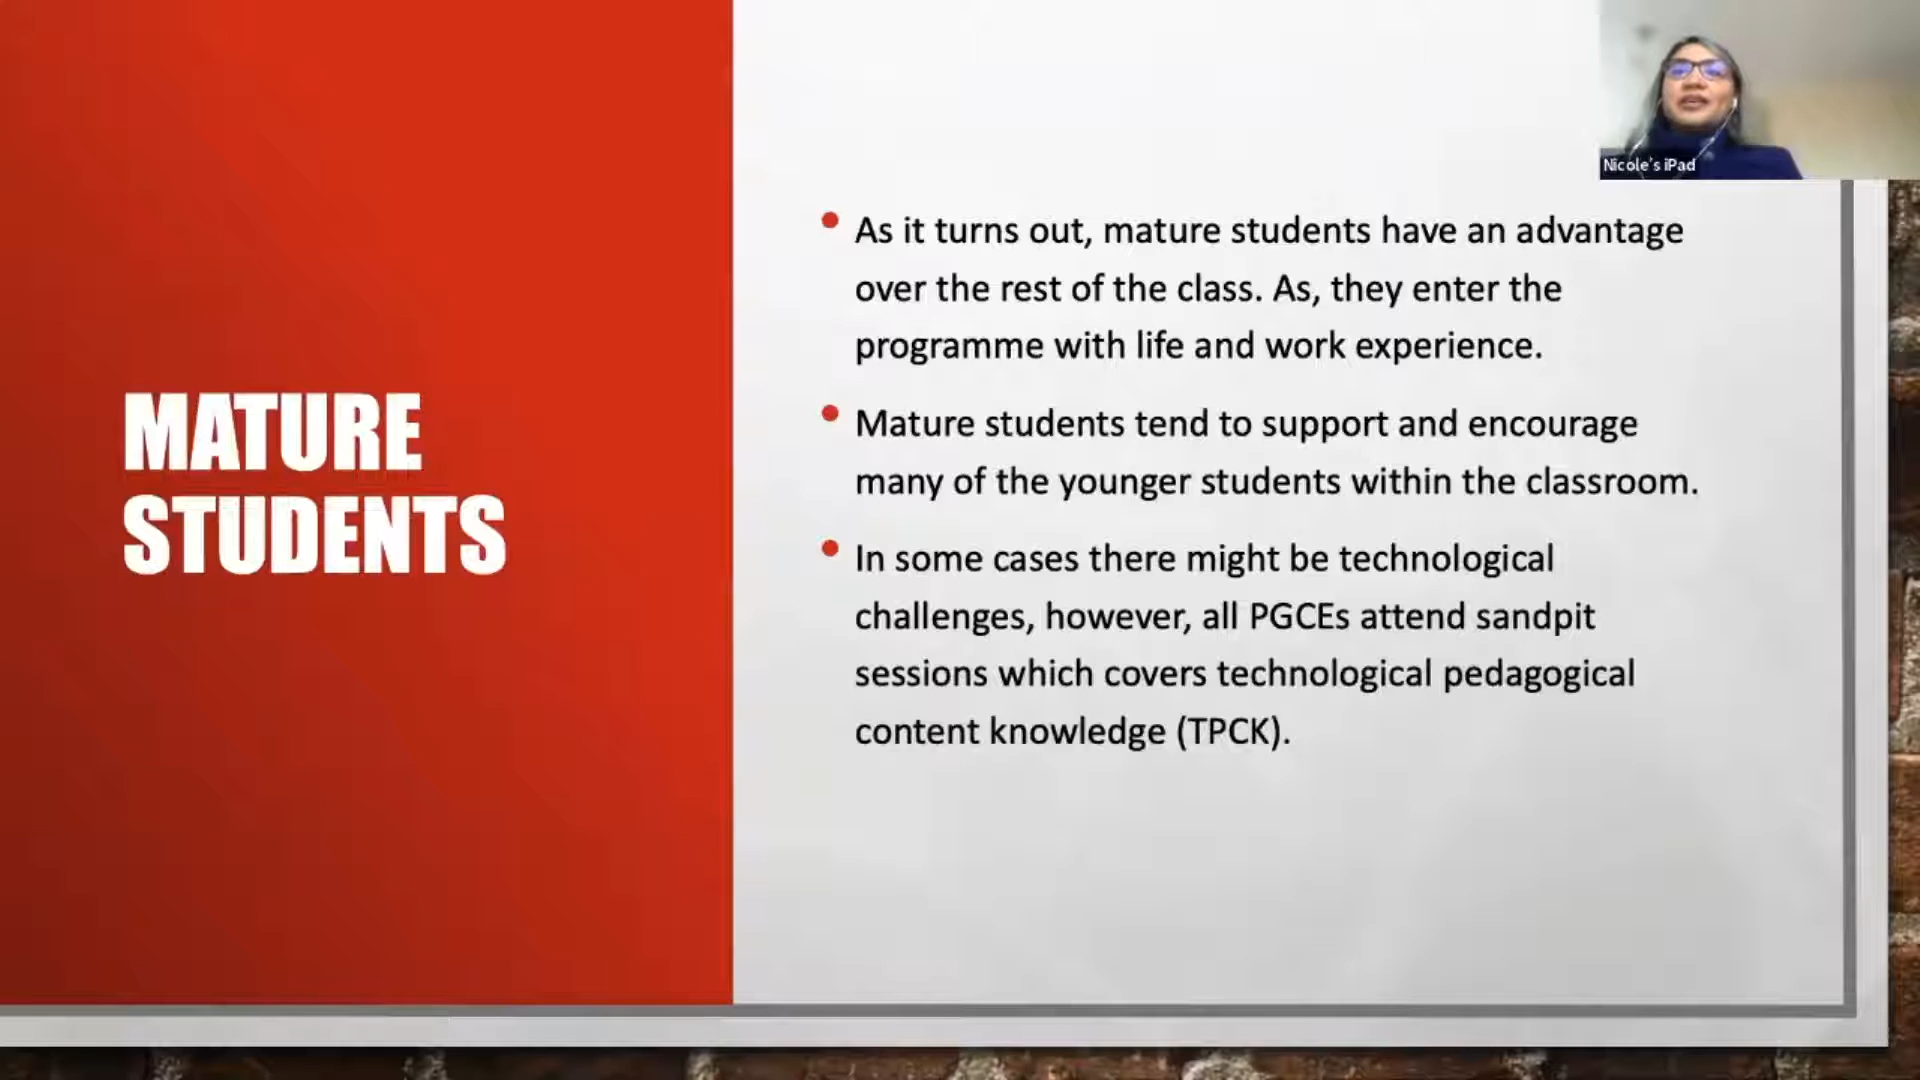 MATURE
STUDENTS
As it turns out, mature students have an advantage
over the rest of the class. As, they enter the
programme with life and work experience.
Mature students tend to support and encourage
many of the younger students within the classroom.
In some cases there might be technological
challenges, however, all PGCEs attend sandpit
sessions which covers technological pedagogical
content knowledge (TPCK).
Nicole's iPad